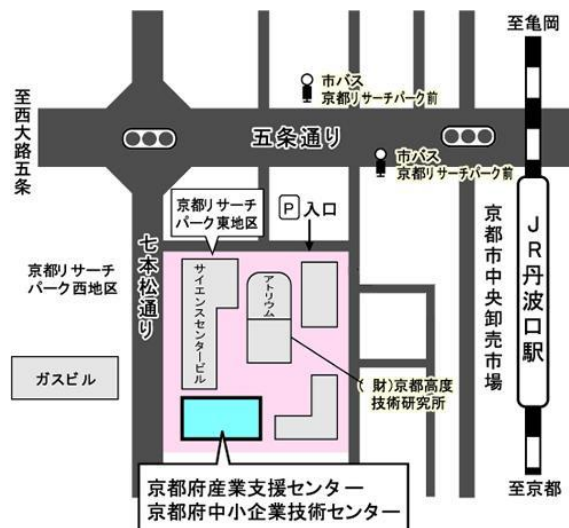 至亀岡
市バス
京都リサーチパーク前
至西大路五条
五条通り
市バス
京都リサーチパーク前
京都リサーチ
パーク東地区
P 入口
七本松通り
京都リサーチ
パーク西地区
サイエンスセンタービル
アトリウム
京都市中央卸売市場
JR丹波口駅
ガスビル
(財)京都高度
技術研究所
京都府産業支援センター
京都府中小企業技術センター
至京都